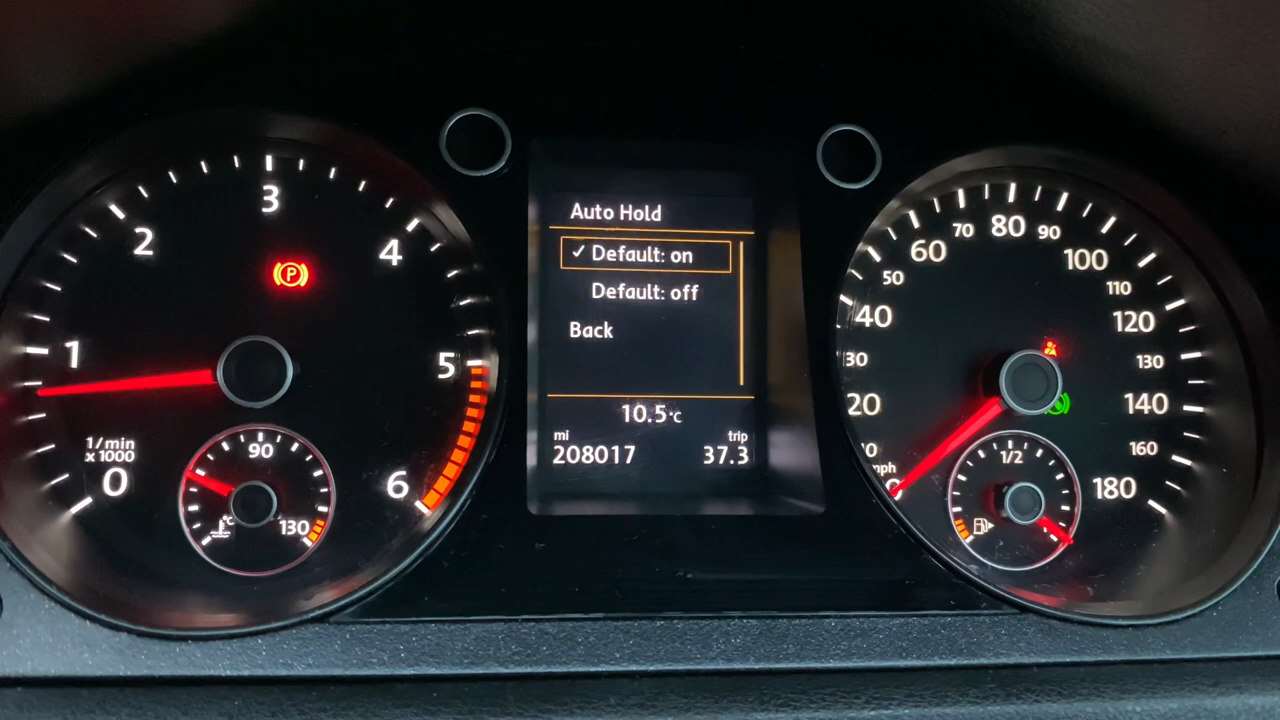 1
2
3
4
5
6
0
1/min
x1000
P
90
130
°C
Auto Hold
✓ Default: on
Default: off
Back
10.5°C
mi
208017
trip
37.3
20
30
40
50
60
70
80
90
100
110
120
130
140
160
180
mph
1/2